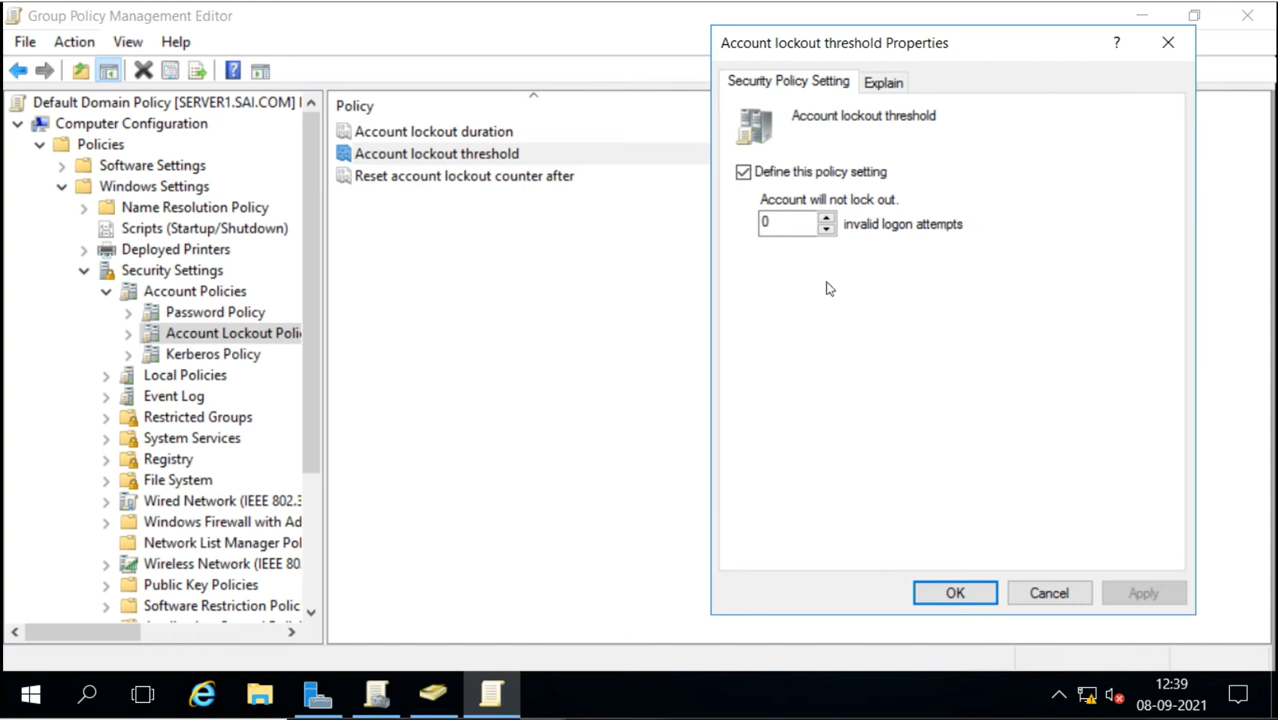 Group Policy Management Editor
File Action View Help
Default Domain Policy [SERVER1.SAI.COM]
Computer Configuration
Policies
Software Settings
Windows Settings
Name Resolution Policy
Scripts (Startup/Shutdown)
Deployed Printers
Security Settings
Account Policies
Password Policy
Account Lockout Poli
Kerberos Policy
Local Policies
Event Log
Restricted Groups
System Services
Registry
File System
Wired Network (IEEE 802.3
Windows Firewall with Ad
Network List Manager Pol
Wireless Network (IEEE 80
Public Key Policies
Software Restriction Polic
Policy
Account lockout duration
Account lockout threshold
Reset account lockout counter after
Account lockout threshold Properties
?
Security Policy Setting Explain
Account lockout threshold
Define this policy setting
Account will not lock out.
0 invalid logon attempts
OK Cancel Apply
12:39
08-09-2021